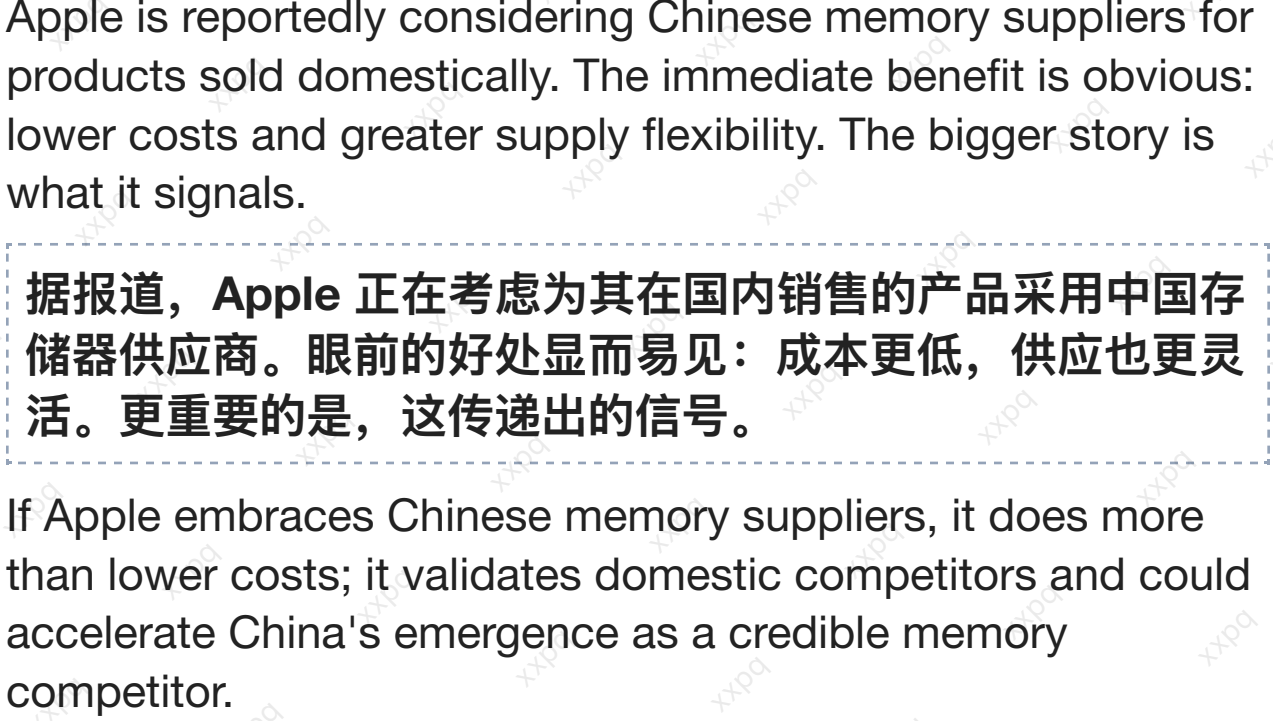 Apple is reportedly considering Chinese memory suppliers for
products sold domestically. The immediate benefit is obvious:
lower costs and greater supply flexibility. The bigger story is
what it signals.
据报道，Apple 正在考虑为其在国内销售的产品采用中国存
储器供应商。眼前的好处显而易见：成本更低，供应也更灵
活。更重要的是，这传递出的信号。
If Apple embraces Chinese memory suppliers, it does more
than lower costs; it validates domestic competitors and could
accelerate China's emergence as a credible memory
competitor.